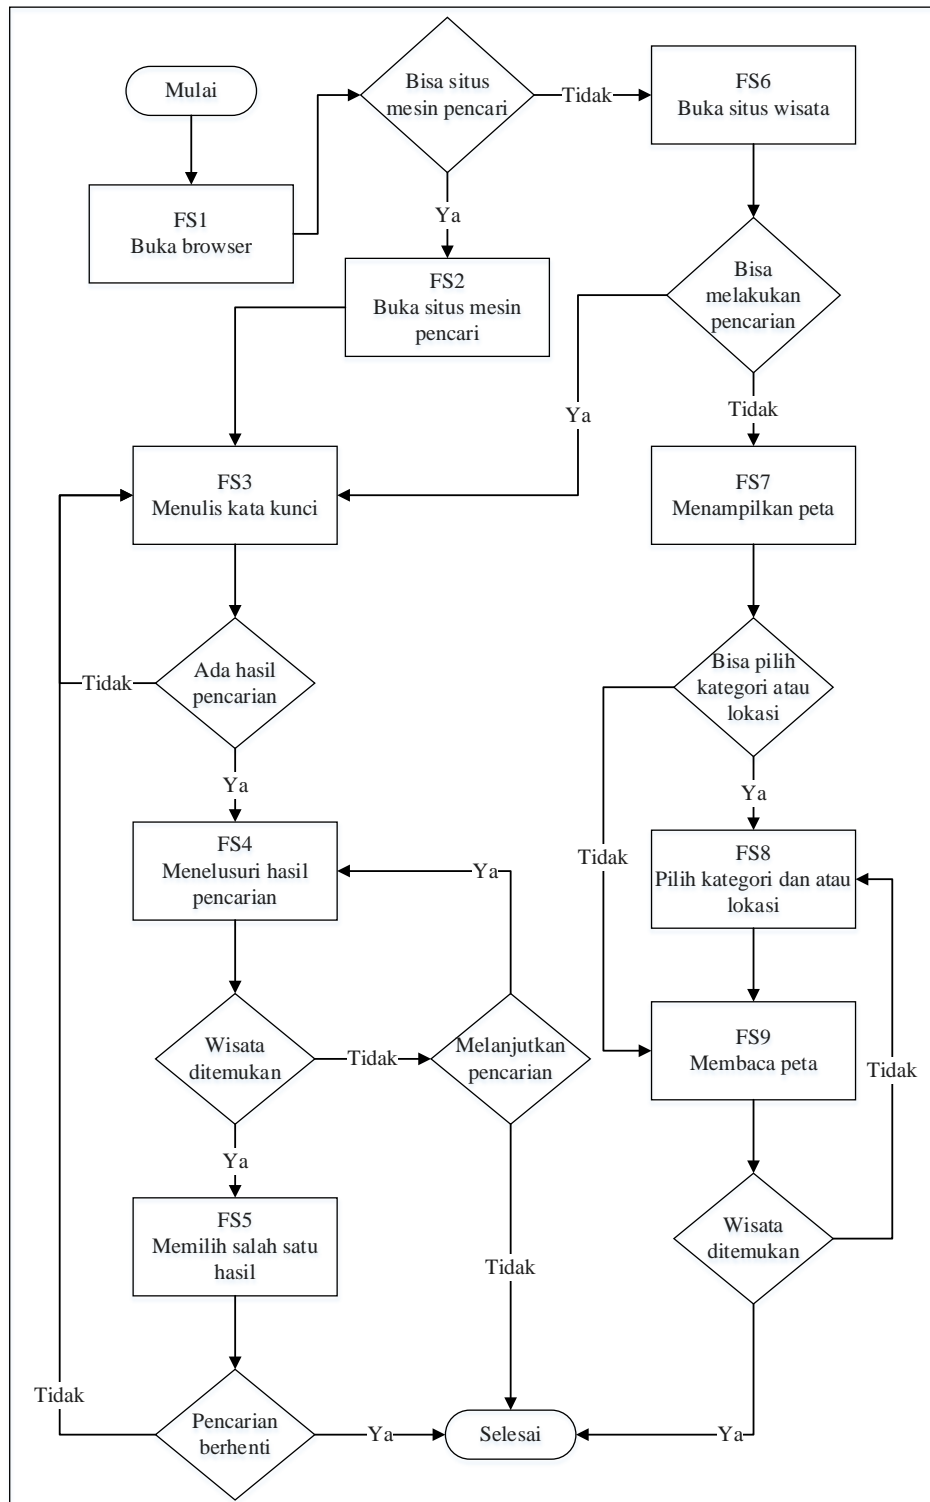 Mulai
FS1
Buka browser
Bisa situs
mesin pencari
Tidak
FS6
Buka situs wisata
Ya
FS2
Buka situs mesin
pencari
Bisa
melakukan
pencarian
Ya
Tidak
FS3
Menulis kata kunci
FS7
Menampilkan peta
Ada hasil
pencarian
Tidak
Ya
Bisa pilih
kategori atau
lokasi
Ya
Tidak
FS4
Menelusuri hasil
pencarian
Ya
FS8
Pilih kategori dan atau
lokasi
Wisata
ditemukan
Tidak
Melanjutkan
pencarian
FS9
Membaca peta
Tidak
Ya
FS5
Memilih salah satu
hasil
Tidak
Wisata
ditemukan
Tidak
Pencarian
berhenti
Ya
Selesai
Ya